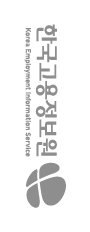 한국고용정보원
Korea Employment Information Service